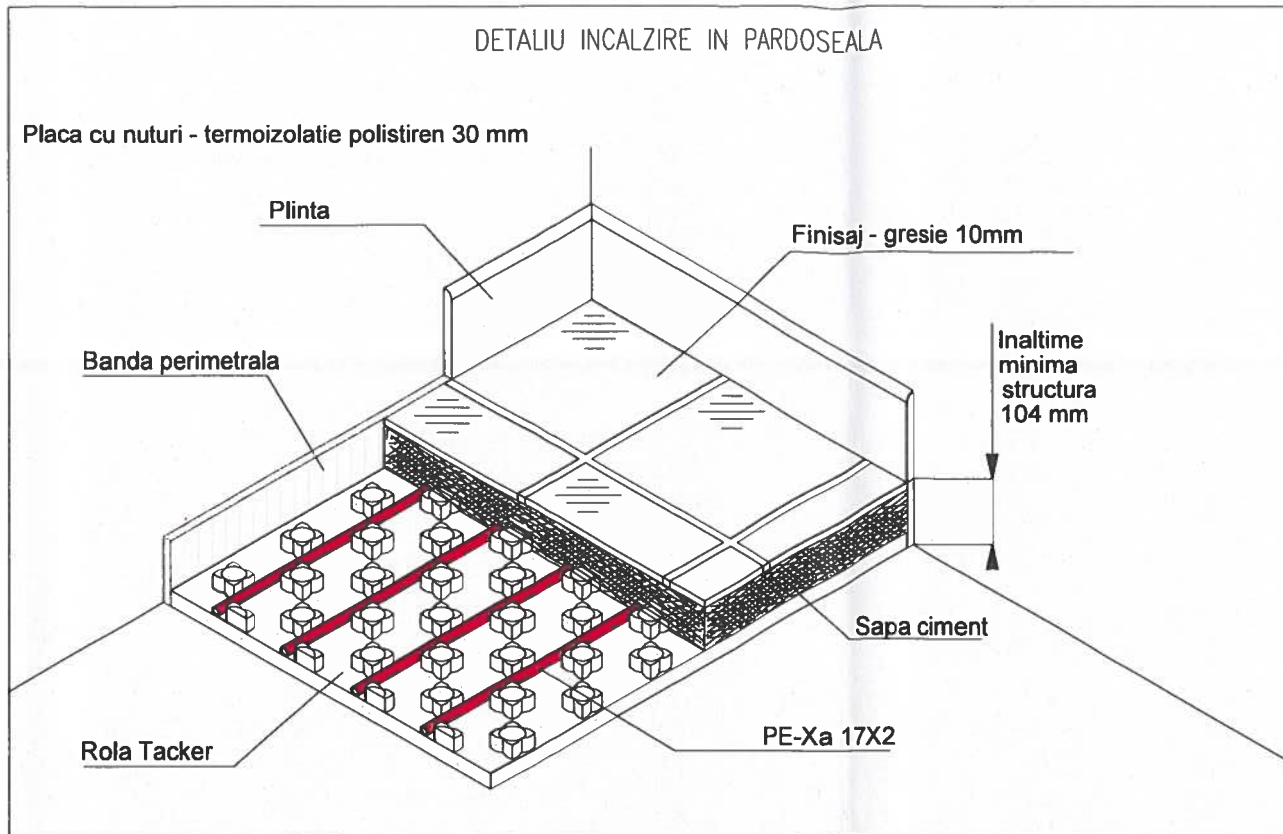 DETALIU INCALZIRE IN PARDOSEALA
Placa cu nuturi - termoizolatie polistiren 30 mm
Plinta
Finisaj - gresie 10mm
Banda perimetrala
Inaltime
minima
structura
104 mm
Sapa ciment
PE-Xa 17X2
Rola Tacker